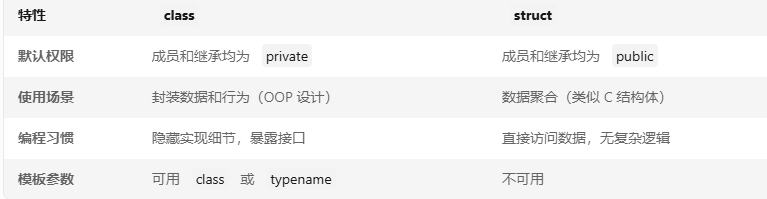 特性 class struct
默认权限 成员和继承均为 private 成员和继承均为 public
使用场景 封装数据和行为（OOP 设计） 数据聚合（类似 C 结构体）
编程习惯 隐藏实现细节，暴露接口 直接访问数据，无复杂逻辑
模板参数 可用 class 或 typename 不可用